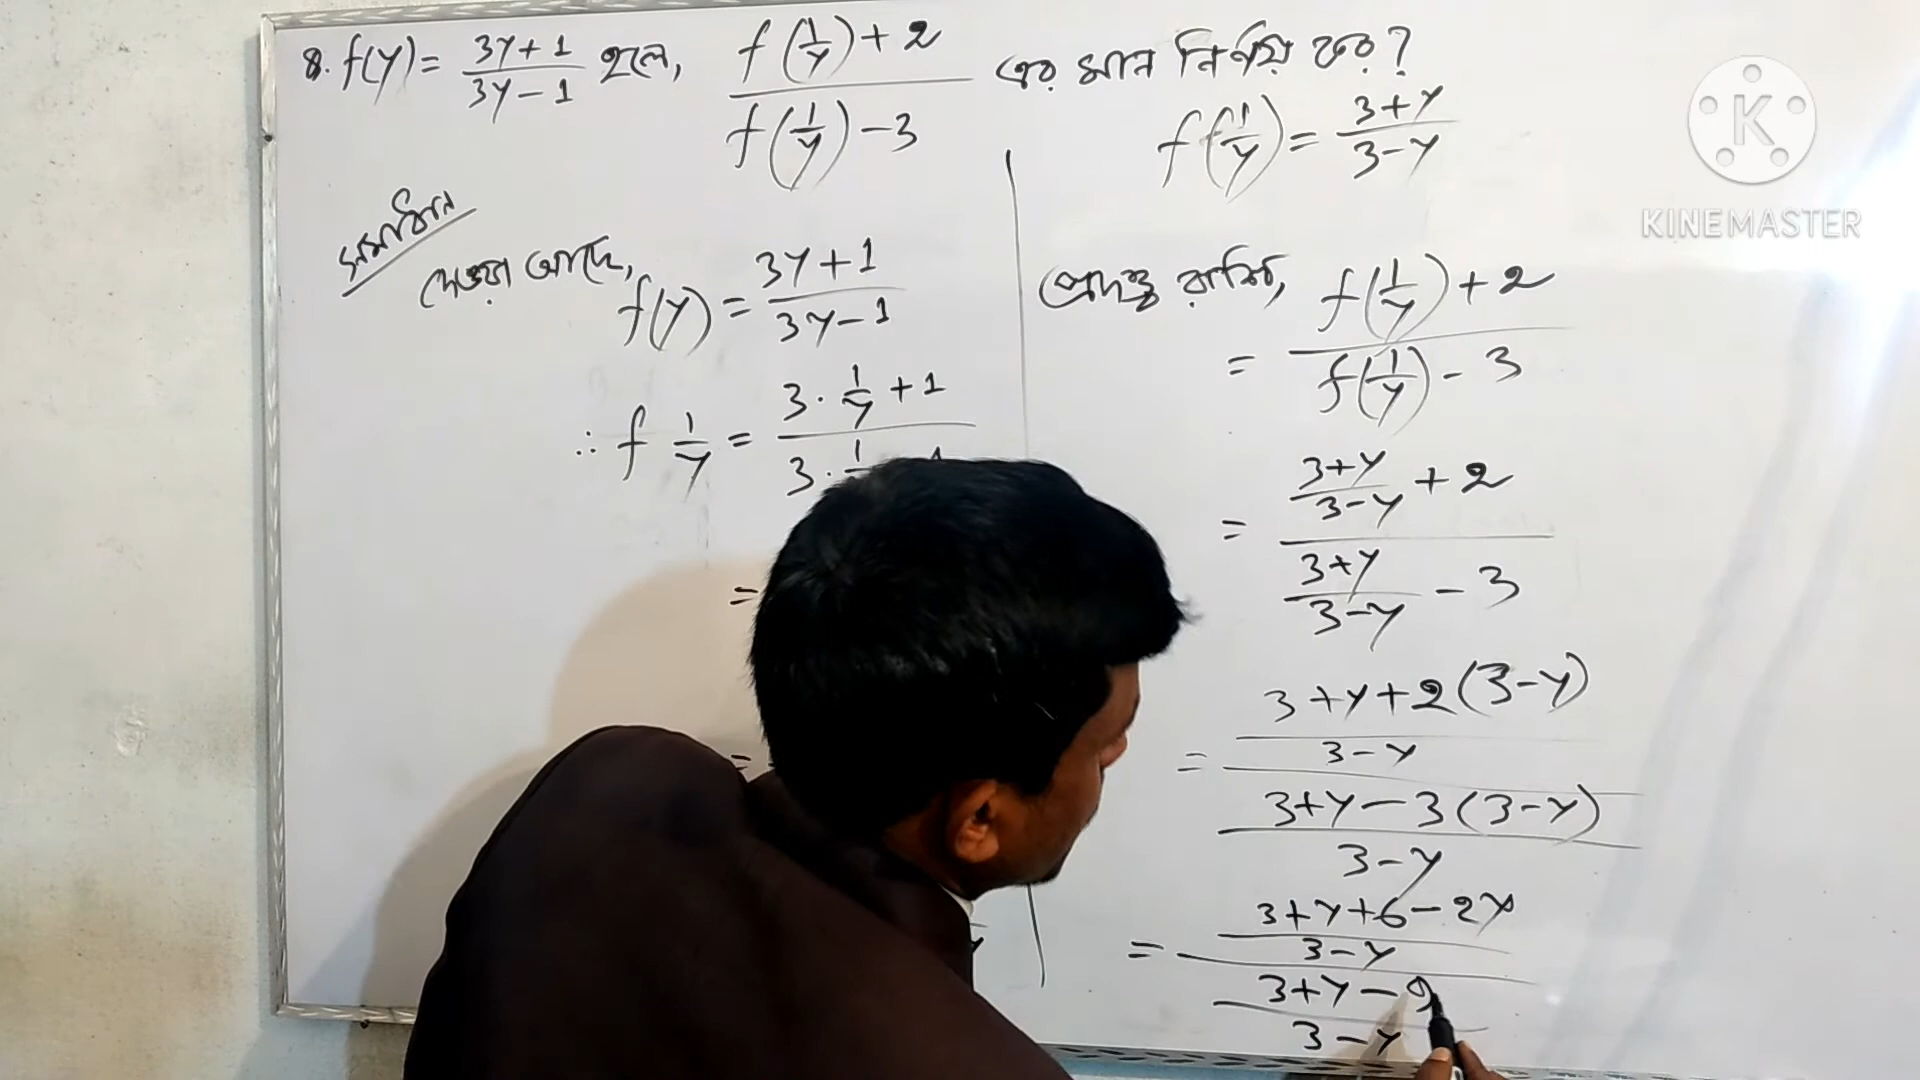 8. f(y) = 3y+1 / 3y-1 হলে, f(1/y)+2 / f(1/y)-3 এর মান নির্ণয় কর?
f(1/y) = 3+y / 3-y
সমাধান
দেওয়া আছে,
f(y) = 3y+1 / 3y-1
∴ f 1/y = 3·1/y+1 / 3·1/
=
=
প্রদত্ত রাশি,
= f(1/y)+2 / f(1/y)-3
= 3+y/3-y + 2 / 3+y/3-y - 3
= 3+y+2(3-y) / 3-y / 3+y-3(3-y) / 3-y
= 3+y+6-2y / 3-y / 3+y-9 / 3-y
K
KINEMASTER